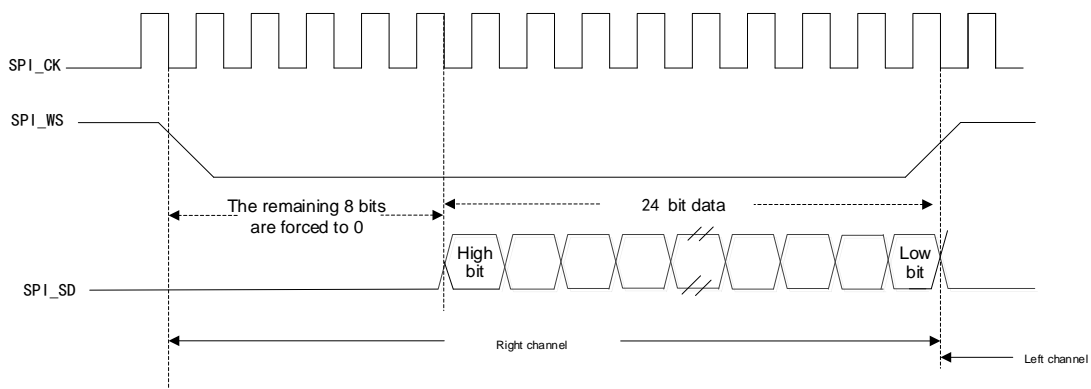 SPI_CK
SPI_WS
The remaining 8 bits
are forced to 0
24 bit data
High
bit
Low
bit
SPI_SD
Right channel
Left channel